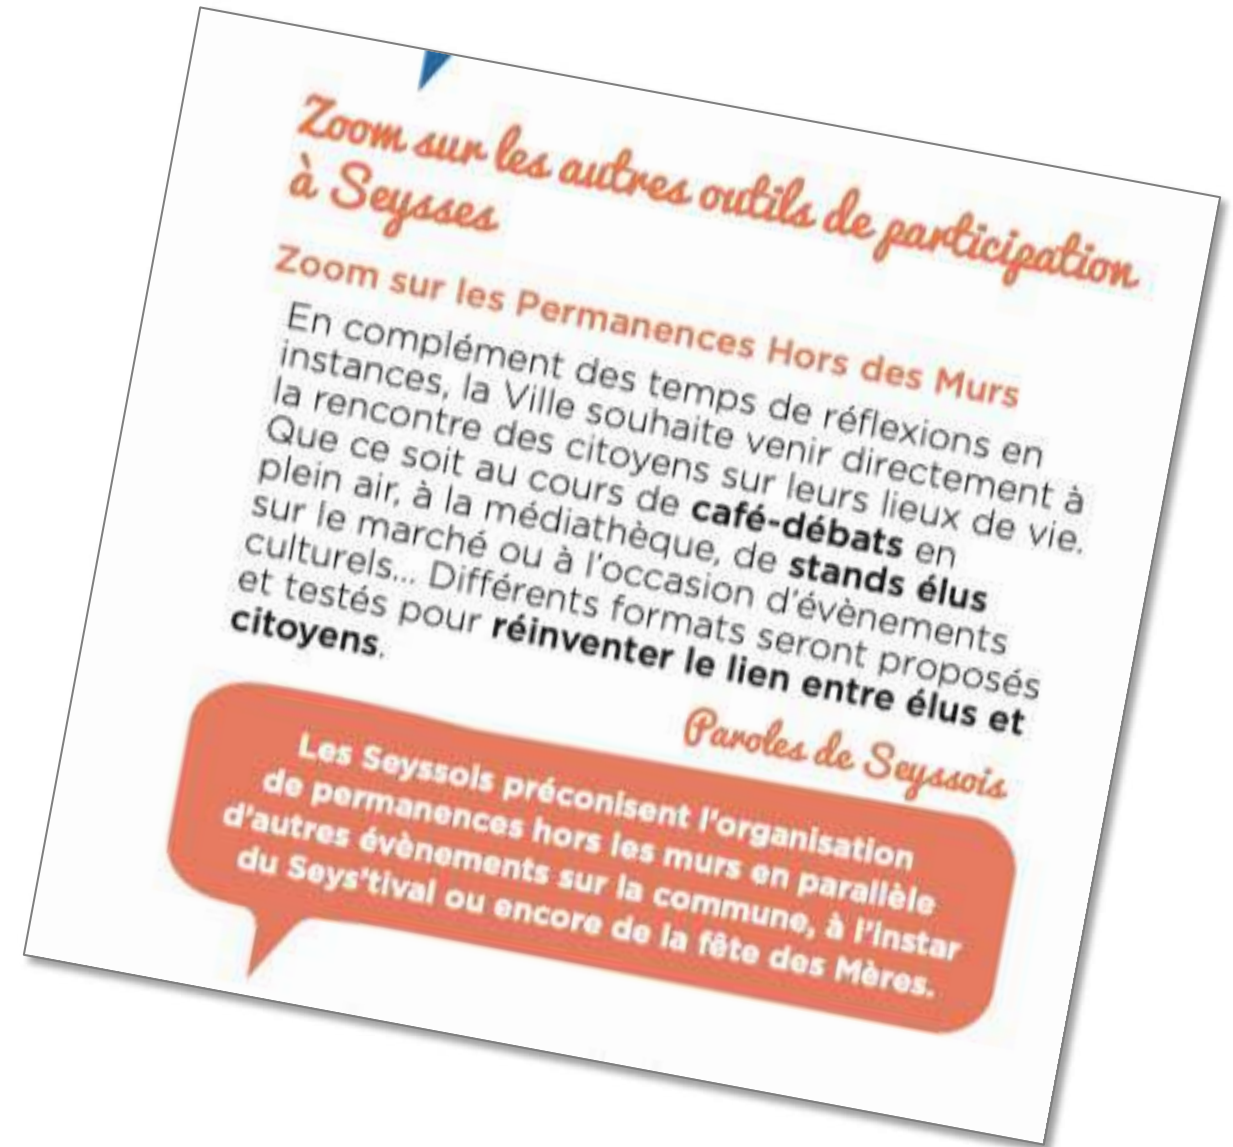 Zoom sur les autres outils de participation
à Seysses
Zoom sur les Permanences Hors des Murs
En complément des temps de réflexions en
instances, la Ville souhaite venir directement à
la rencontre des citoyens sur leurs lieux de vie.
Que ce soit au cours de café-débats en
plein air, à la médiathèque, de stands élus
sur le marché ou à l'occasion d'évènements
culturels... Différents formats seront proposés
et testés pour réinventer le lien entre élus et
citoyens.
Paroles de Seyssois
Les Seyssols préconisent l'organisation
de permanences hors les murs en parallèle
d'autres évènements sur la commune, à l'instar
du Seys'tival ou encore de la fête des Mères.